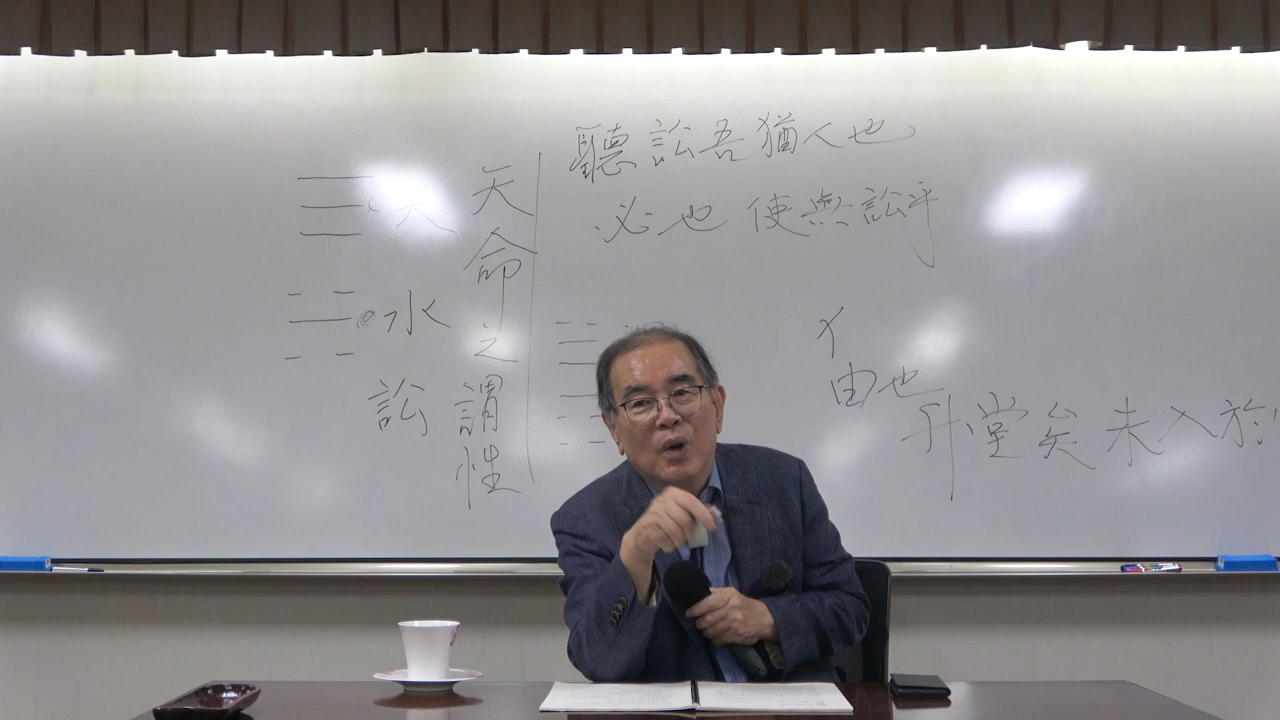 聽訟吾猶人也
必也使無訟乎
天命之謂性
天
水
訟
由也
升堂矣未入於